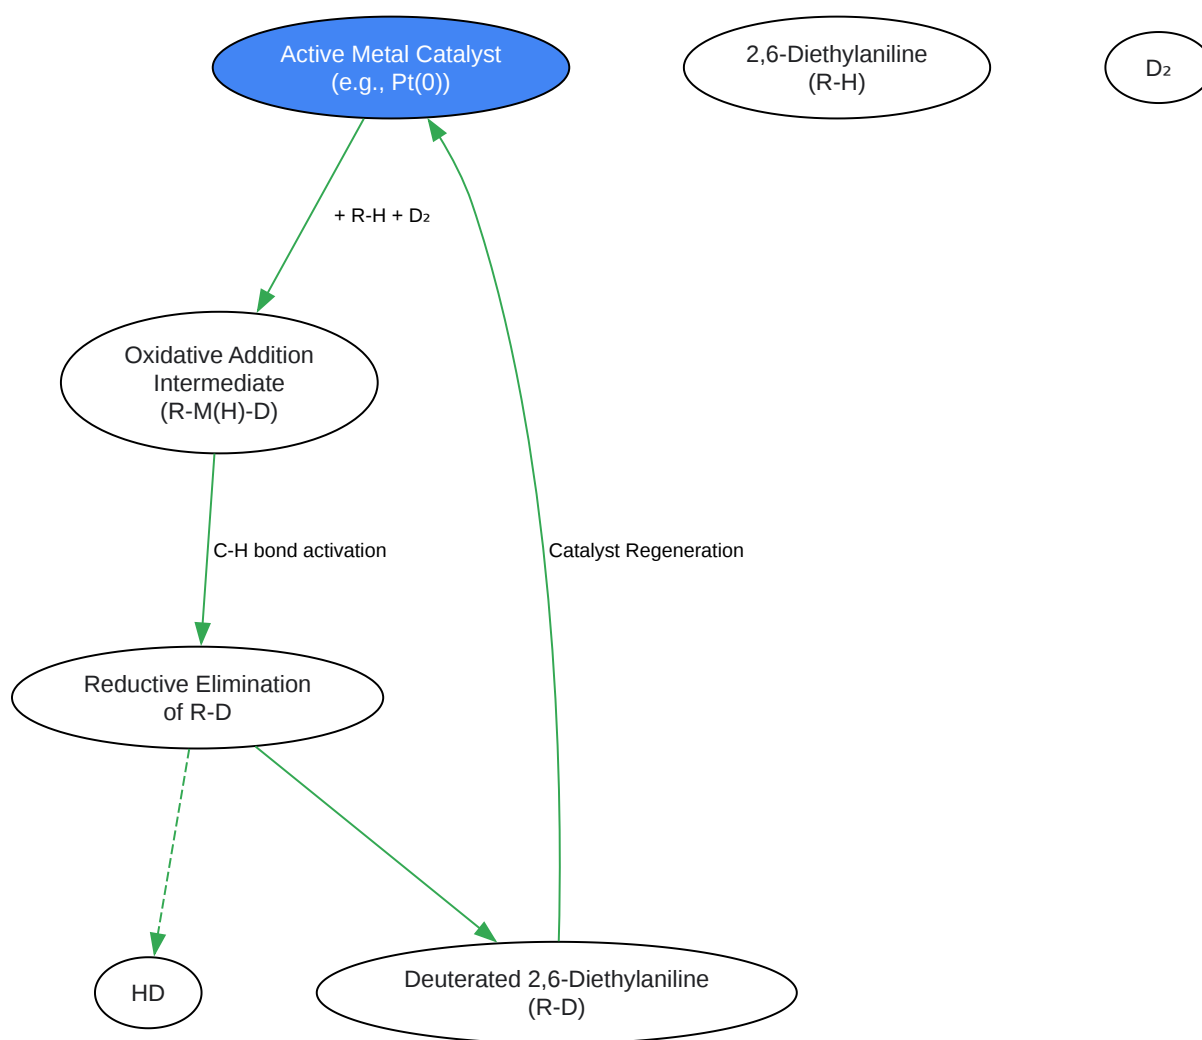 Active Metal Catalyst
(e.g., Pt(0))
2,6-Diethylaniline
(R-H)
D₂
+ R-H + D₂
Oxidative Addition
Intermediate
(R-M(H)-D)
C-H bond activation
Catalyst Regeneration
Reductive Elimination
of R-D
HD
Deuterated 2,6-Diethylaniline
(R-D)